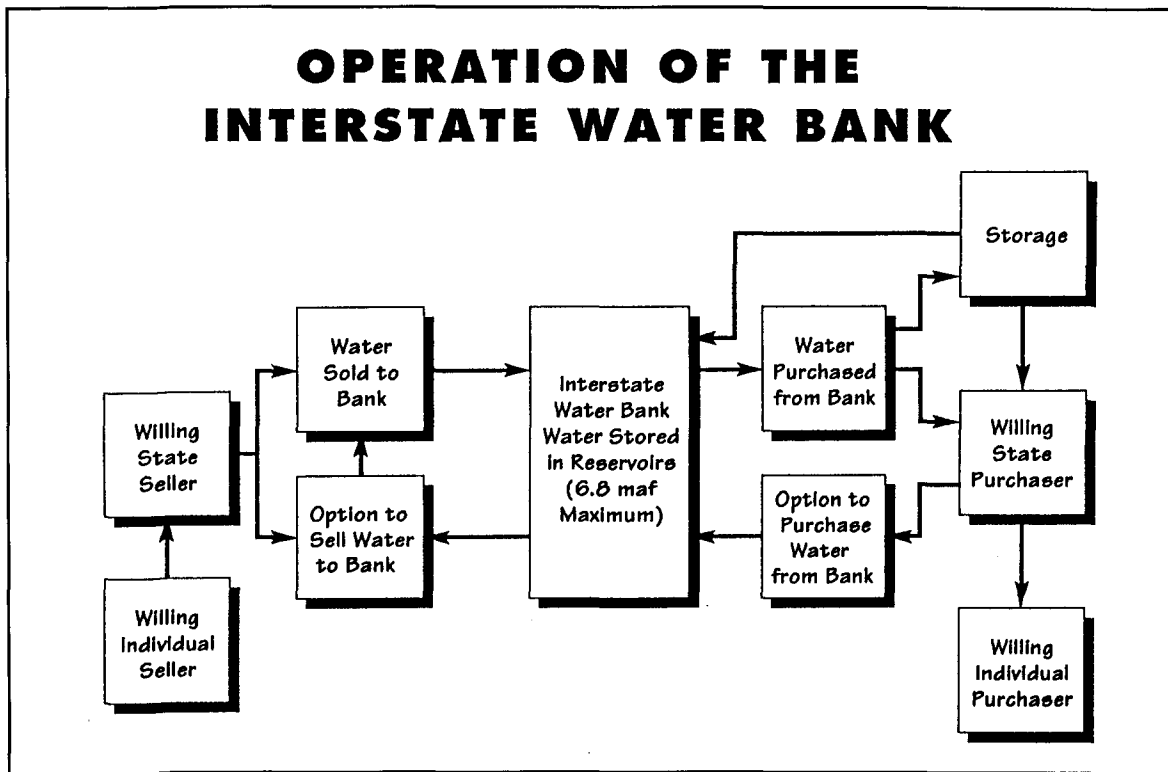 OPERATION OF THE
INTERSTATE WATER BANK
Storage
Water
Sold to
Bank
Interstate
Water Bank
Water Stored
in Reservoirs
(6.8 maf
Maximum)
Water
Purchased
from Bank
Willing
State
Seller
Willing
State
Purchaser
Option to
Sell Water
to Bank
Option to
Purchase
Water
from Bank
Willing
Individual
Seller
Willing
Individual
Purchaser